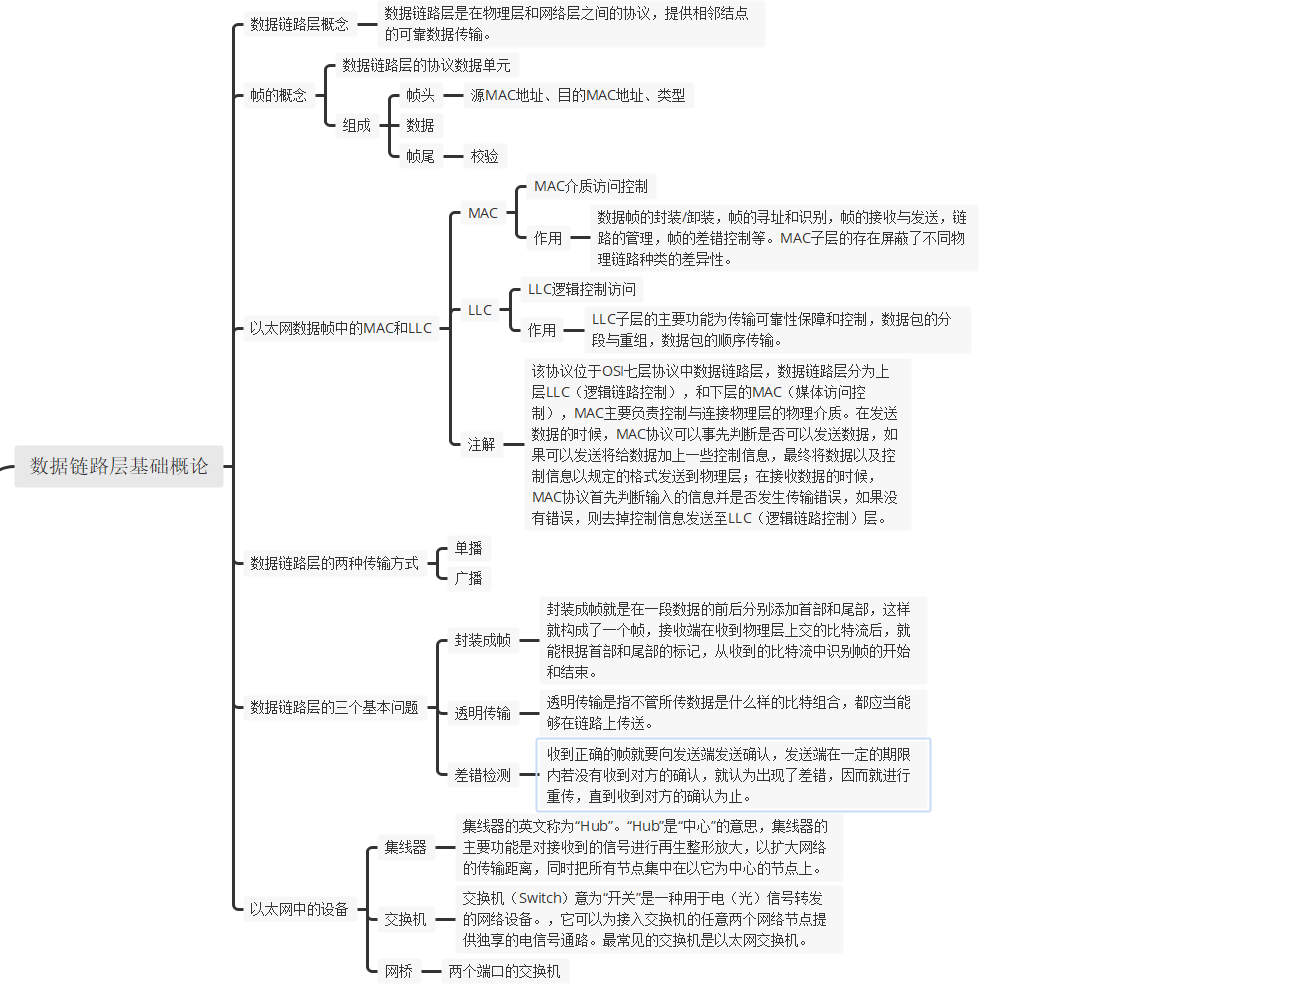 数据链路层基础概论
数据链路层概念
数据链路层是在物理层和网络层之间的协议，提供相邻结点
的可靠数据传输。
帧的概念
数据链路层的协议数据单元
组成
帧头
源MAC地址、目的MAC地址、类型
数据
帧尾
校验
以太网数据帧中的MAC和LLC
MAC
MAC介质访问控制
作用
数据帧的封装/卸装，帧的寻址和识别，帧的接收与发送，链
路的管理，帧的差错控制等。MAC子层的存在屏蔽了不同物
理链路种类的差异性。
LLC
LLC逻辑控制访问
作用
LLC子层的主要功能为传输可靠性保障和控制，数据包的分
段与重组，数据包的顺序传输。
注解
该协议位于OSI七层协议中数据链路层，数据链路层分为上
层LLC（逻辑链路控制），和下层的MAC（媒体访问控
制），MAC主要负责控制与连接物理层的物理介质。在发送
数据的时候，MAC协议可以事先判断是否可以发送数据，如
果可以发送将给数据加上一些控制信息，最终将数据以及控
制信息以规定的格式发送到物理层；在接收数据的时候，
MAC协议首先判断输入的信息并是否发生传输错误，如果没
有错误，则去掉控制信息发送至LLC（逻辑链路控制）层。
数据链路层的两种传输方式
单播
广播
数据链路层的三个基本问题
封装成帧
封装成帧就是在一段数据的前后分别添加首部和尾部，这样
就构成了一个帧，接收端在收到物理层上交的比特流后，就
能根据首部和尾部的标记，从收到的比特流中识别帧的开始
和结束。
透明传输
透明传输是指不管所传数据是什么样的比特组合，都应当能
够在链路上传送。
差错检测
收到正确的帧就要向发送端发送确认，发送端在一定的期限
内若没有收到对方的确认，就认为出现了差错，因而就进行
重传，直到收到对方的确认为止。
以太网中的设备
集线器
集线器的英文称为“Hub”。“Hub”是“中心”的意思，集线器的
主要功能是对接收到的信号进行再生整形放大，以扩大网络
的传输距离，同时把所有节点集中在以它为中心的节点上。
交换机
交换机（Switch）意为“开关”是一种用于电（光）信号转发
的网络设备。，它可以为接入交换机的任意两个网络节点提
供独享的电信号通路。最常见的交换机是以太网交换机。
网桥
两个端口的交换机